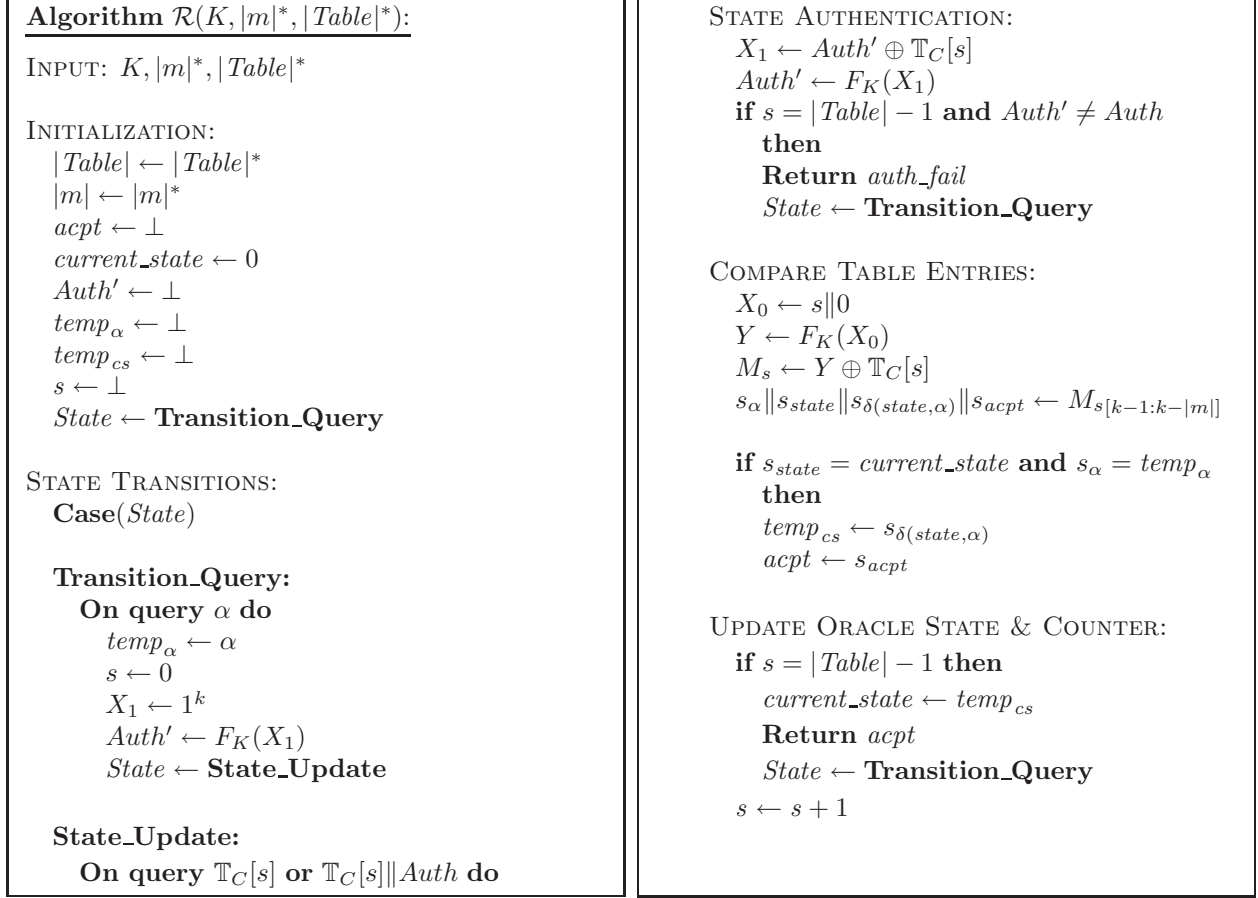 Algorithm R(K, |m|*, |Table|*):
INPUT: K, |m|*, |Table|*
INITIALIZATION:
|Table| ← |Table|*
|m| ← |m|*
acpt ← ⊥
current_state ← 0
Auth′ ← ⊥
temp_α ← ⊥
temp_cs ← ⊥
s ← ⊥
State ← Transition_Query
STATE TRANSITIONS:
Case(State)
Transition_Query:
On query α do
temp_α ← α
s ← 0
X_1 ← 1^k
Auth′ ← F_K(X_1)
State ← State_Update
State_Update:
On query 𝕋_C[s] or 𝕋_C[s]‖Auth do
STATE AUTHENTICATION:
X_1 ← Auth′ ⊕ 𝕋_C[s]
Auth′ ← F_K(X_1)
if s = |Table| − 1 and Auth′ ≠ Auth
then
Return auth_fail
State ← Transition_Query
COMPARE TABLE ENTRIES:
X_0 ← s‖0
Y ← F_K(X_0)
M_s ← Y ⊕ 𝕋_C[s]
s_α‖s_state‖s_δ(state,α)‖s_acpt ← M_s[k−1:k−|m|]
if s_state = current_state and s_α = temp_α
then
temp_cs ← s_δ(state,α)
acpt ← s_acpt
UPDATE ORACLE STATE & COUNTER:
if s = |Table| − 1 then
current_state ← temp_cs
Return acpt
State ← Transition_Query
s ← s + 1